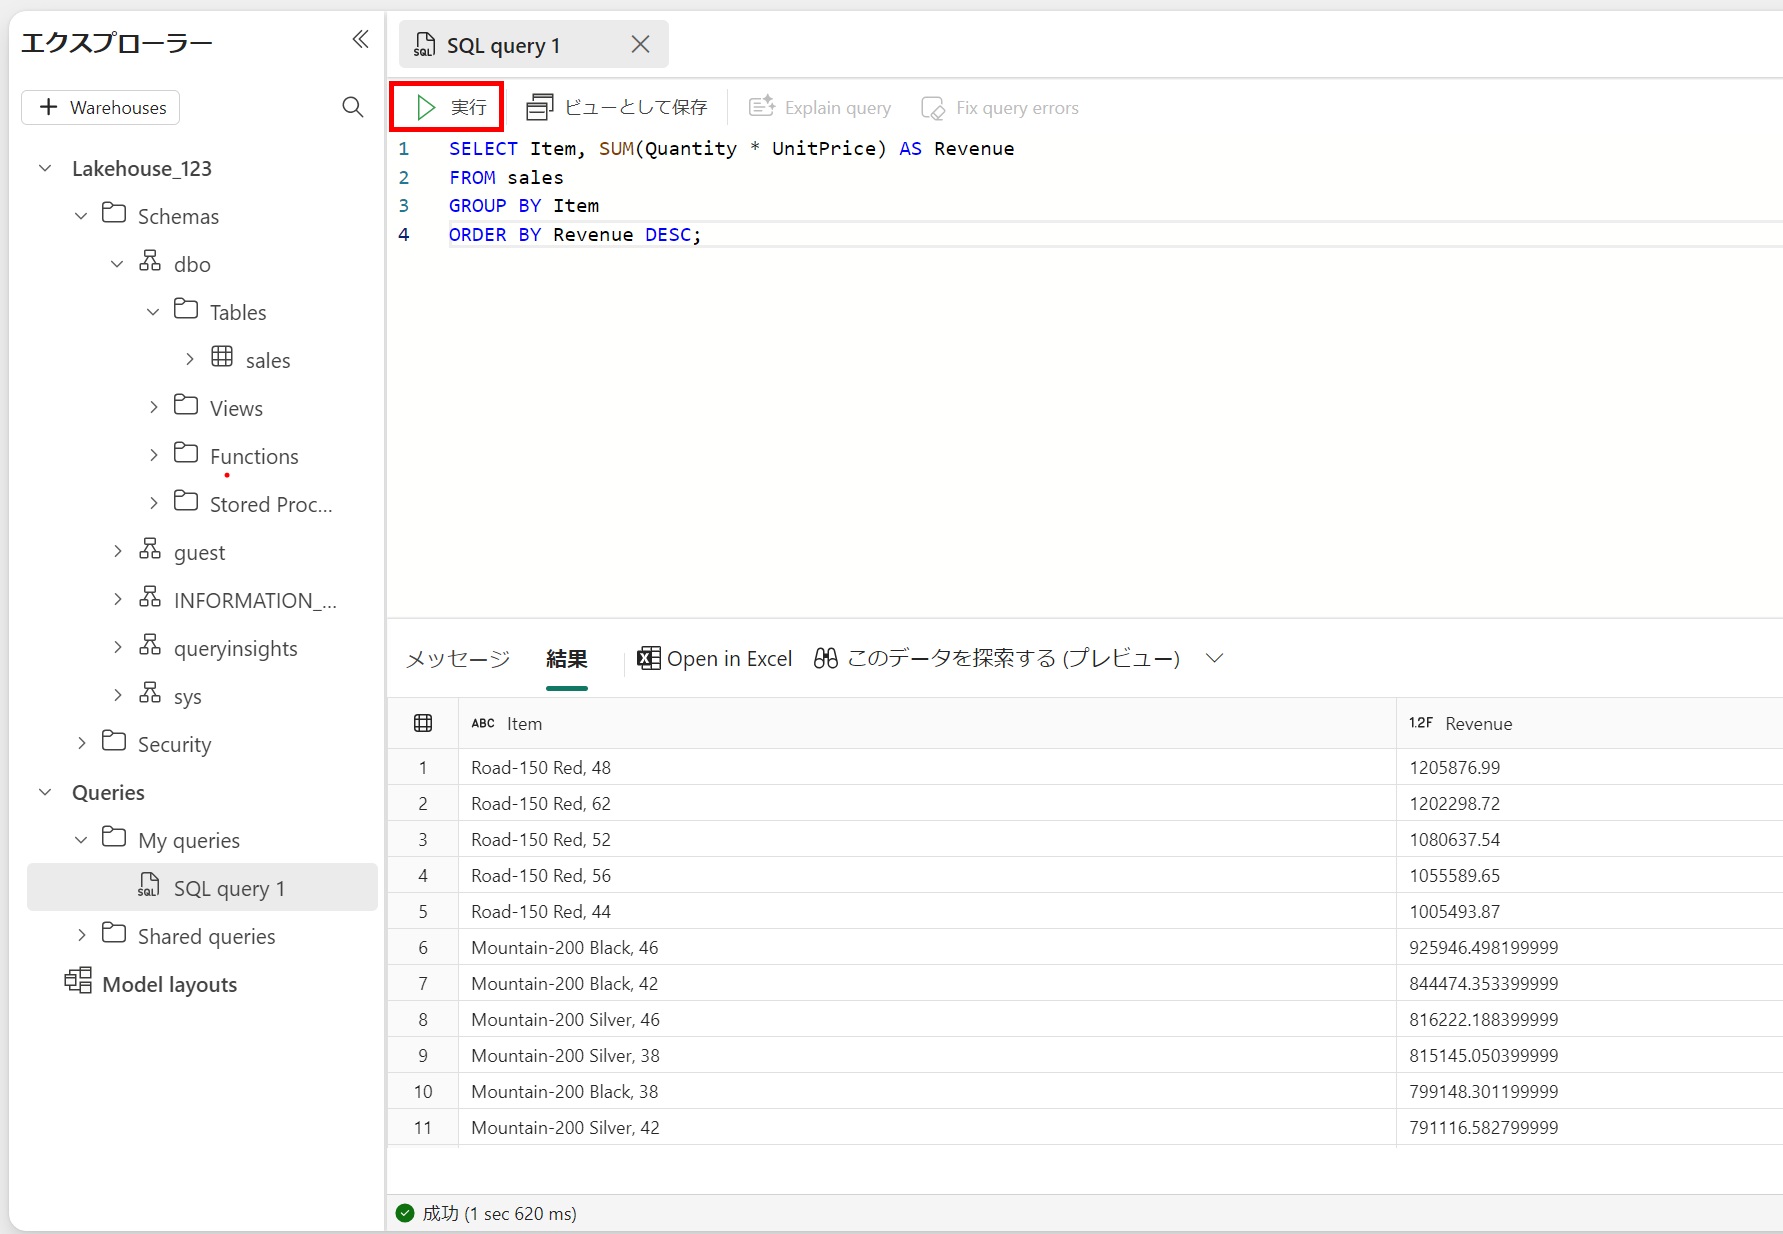 エクスプローラー
Warehouses
Lakehouse_123
Schemas
dbo
Tables
sales
Views
Functions
Stored Proc...
guest
INFORMATION_...
queryinsights
sys
Security
Queries
My queries
SQL query 1
Shared queries
Model layouts
SQL query 1
実行 ビューとして保存 Explain query Fix query errors
1 SELECT Item, SUM(Quantity * UnitPrice) AS Revenue
2 FROM sales
3 GROUP BY Item
4 ORDER BY Revenue DESC;
メッセージ 結果 Open in Excel このデータを探索する (プレビュー)
ABC Item 1.2F Revenue
1 Road-150 Red, 48 1205876.99
2 Road-150 Red, 62 1202298.72
3 Road-150 Red, 52 1080637.54
4 Road-150 Red, 56 1055589.65
5 Road-150 Red, 44 1005493.87
6 Mountain-200 Black, 46 925946.498199999
7 Mountain-200 Black, 42 844474.353399999
8 Mountain-200 Silver, 46 816222.188399999
9 Mountain-200 Silver, 38 815145.050399999
10 Mountain-200 Black, 38 799148.301199999
11 Mountain-200 Silver, 42 791116.582799999
成功 (1 sec 620 ms)